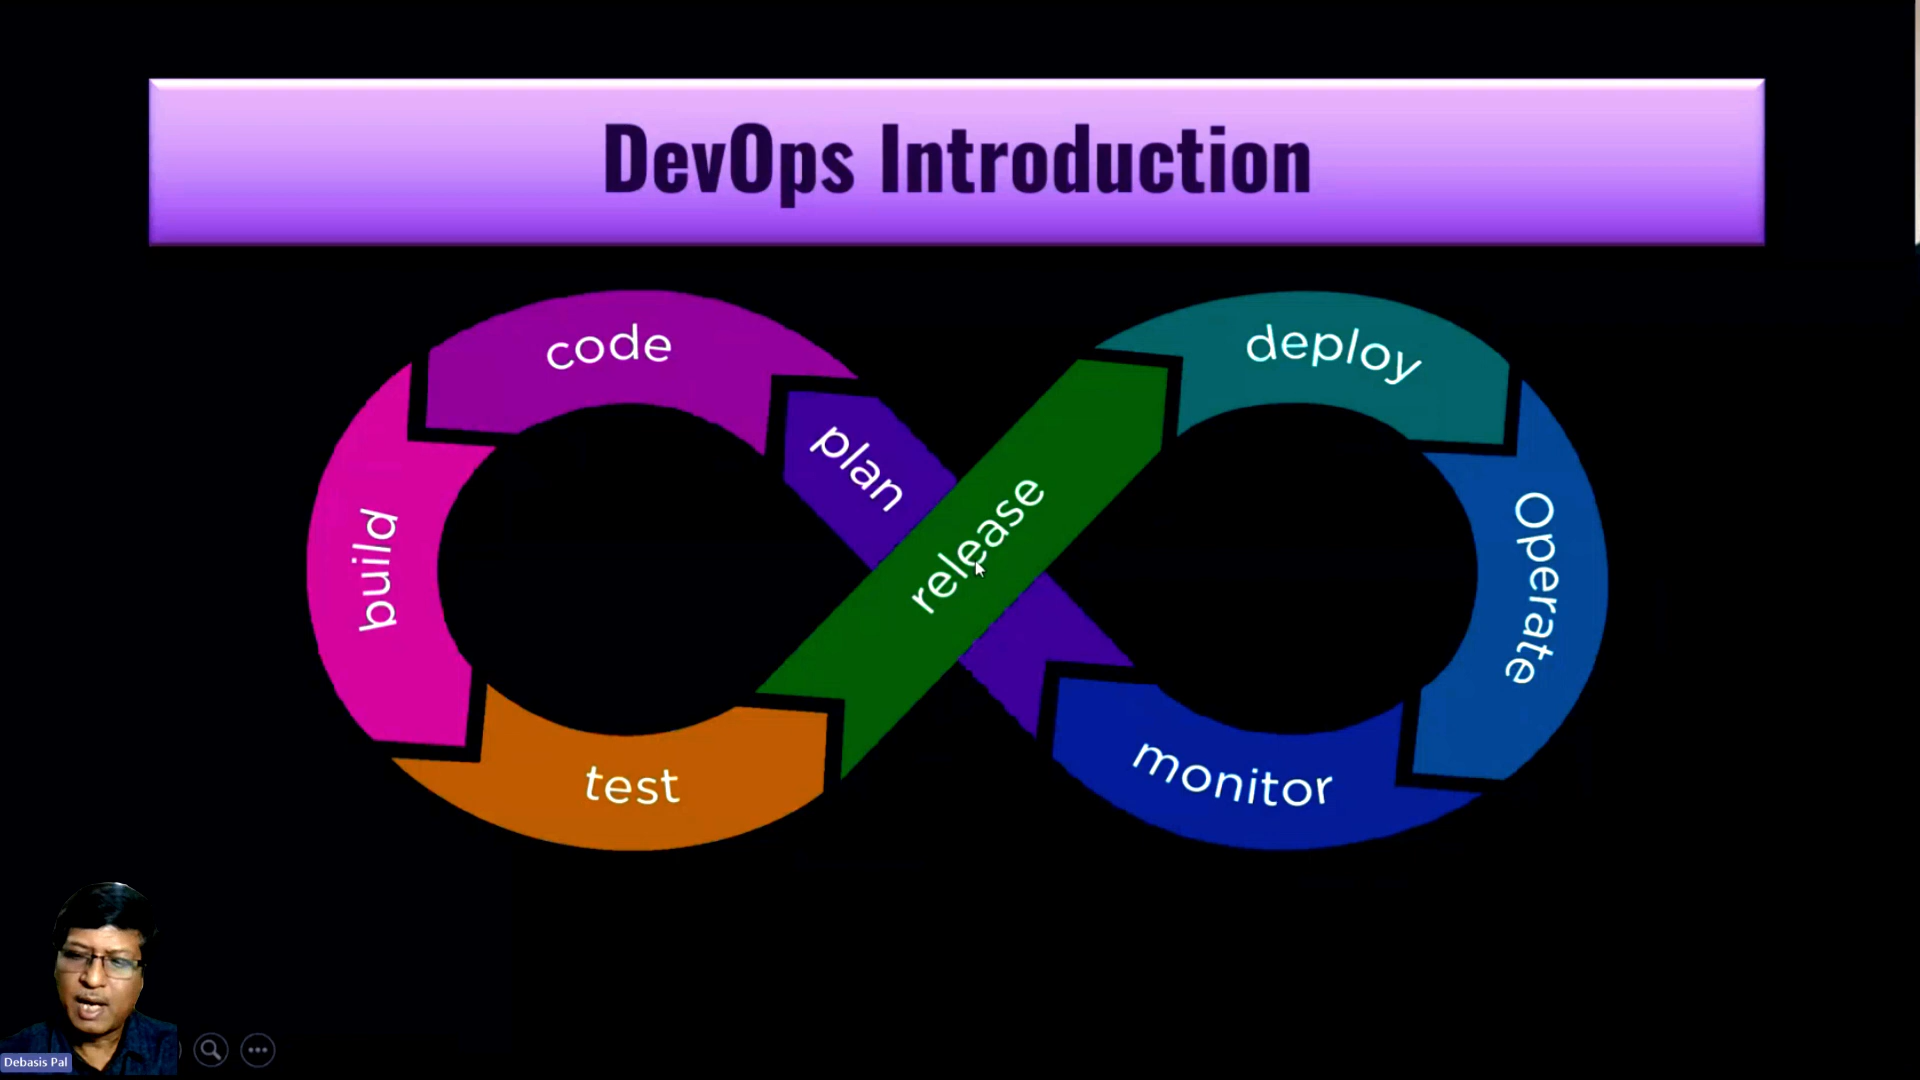 DevOps Introduction
code
deploy
plan
release
build
Operate
test
monitor
Debasis Pal